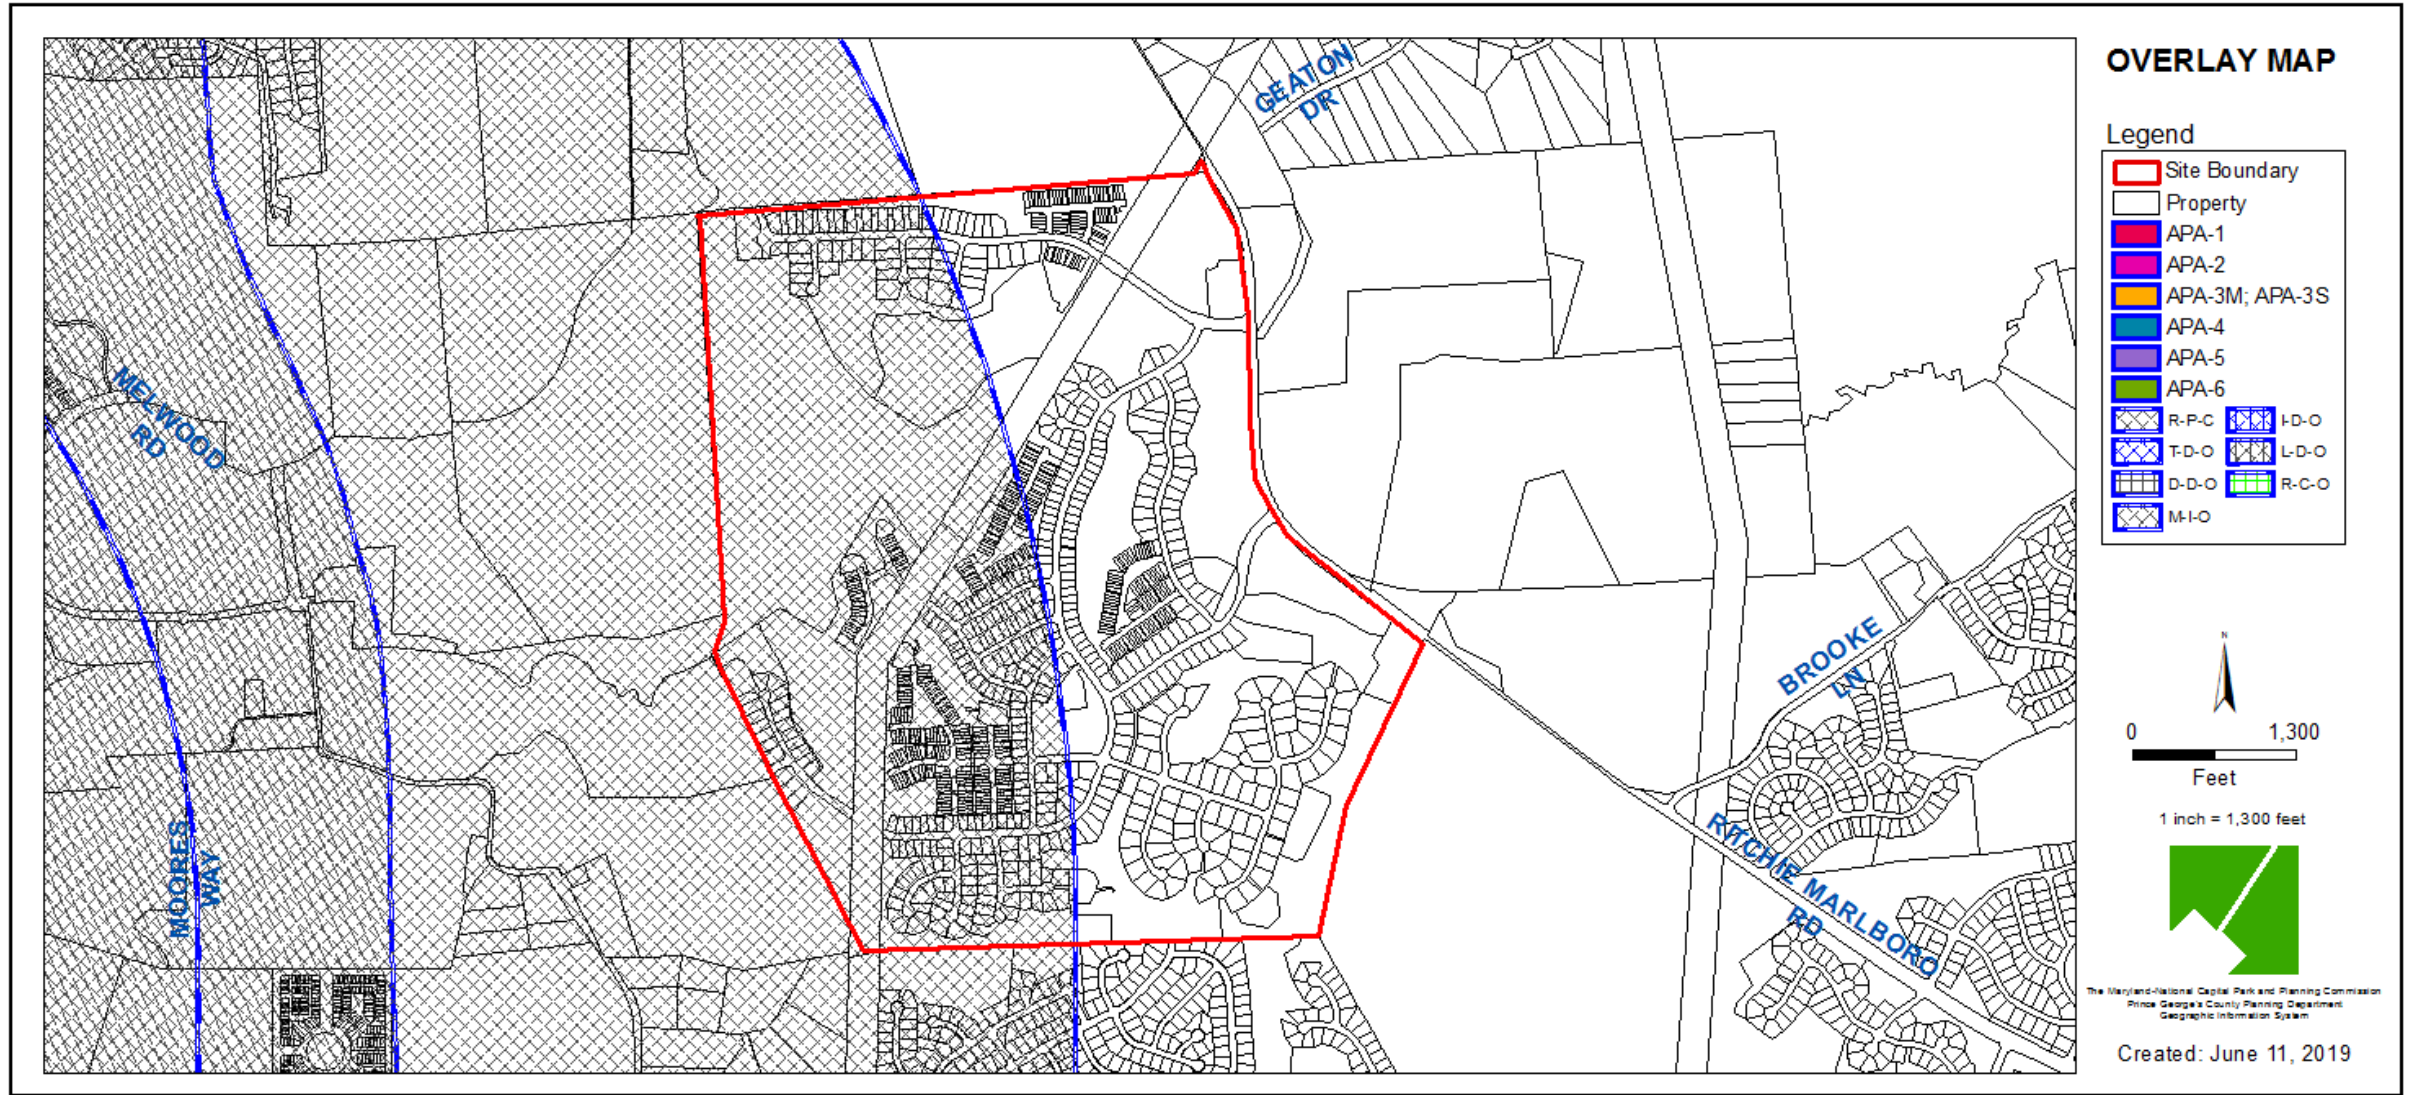 GEATON
DR
MELWOOD
RD
MOORES
WAY
BROOKE
LN
RITCHIE MARLBORO
RD
OVERLAY MAP
Legend
Site Boundary
Property
APA-1
APA-2
APA-3M; APA-3S
APA-4
APA-5
APA-6
R-P-C
I-D-O
T-D-O
L-D-O
D-D-O
R-C-O
M-I-O
N
0 1,300
Feet
1 inch = 1,300 feet
The Maryland-National Capital Park and Planning Commission
Prince George's County Planning Department
Geographic Information System
Created: June 11, 2019